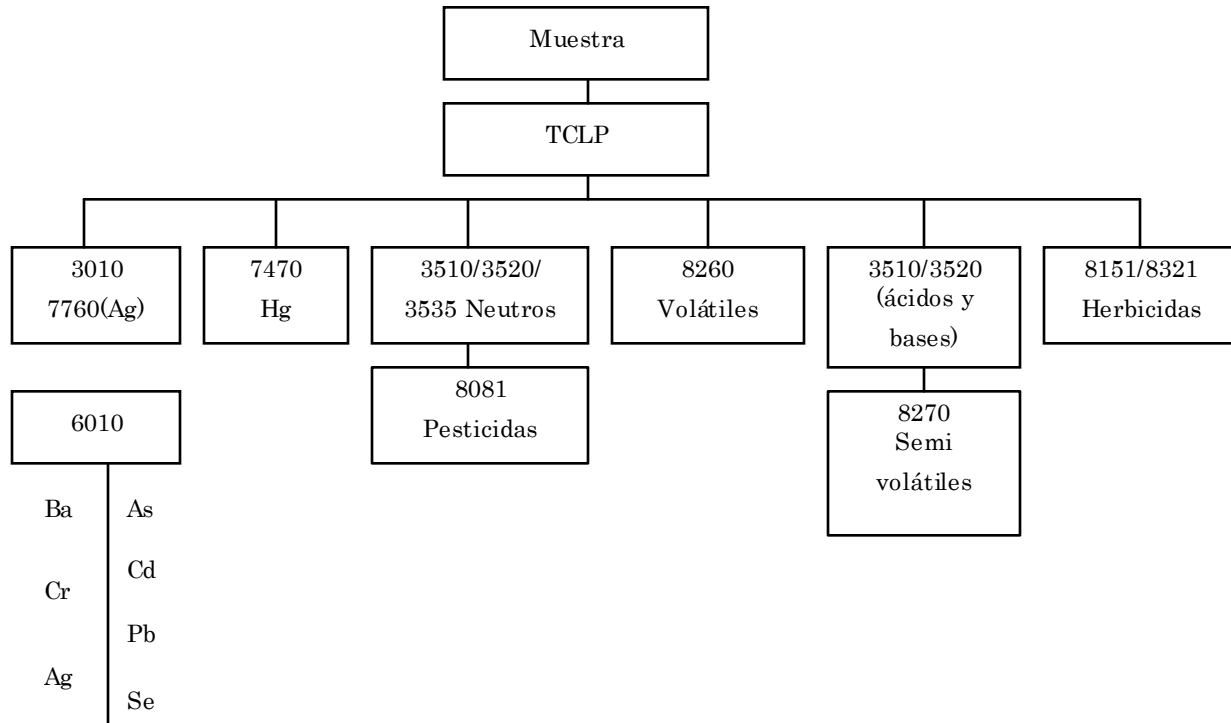 Muestra
TCLP
3010
7760(Ag)
7470
Hg
3510/3520/
3535 Neutros
8260
Volátiles
3510/3520
(ácidos y
bases)
8151/8321
Herbicidas
8081
Pesticidas
8270
Semi
volátiles
6010
Ba
As
Cd
Cr
Pb
Ag
Se